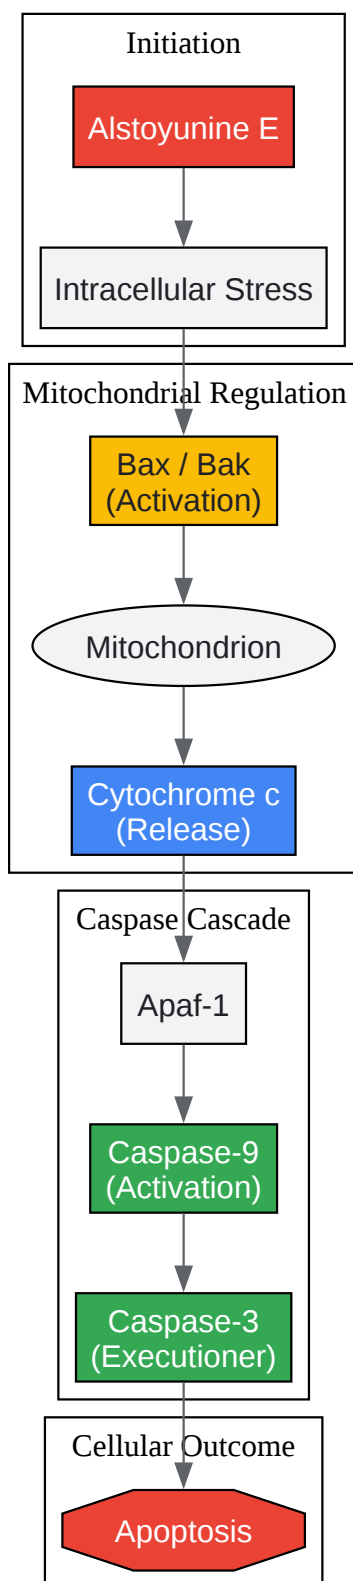 Initiation
Alstoyunine E
Intracellular Stress
Mitochondrial Regulation
Bax / Bak
(Activation)
Mitochondrion
Cytochrome c
(Release)
Caspase Cascade
Apaf-1
Caspase-9
(Activation)
Caspase-3
(Executioner)
Cellular Outcome
Apoptosis